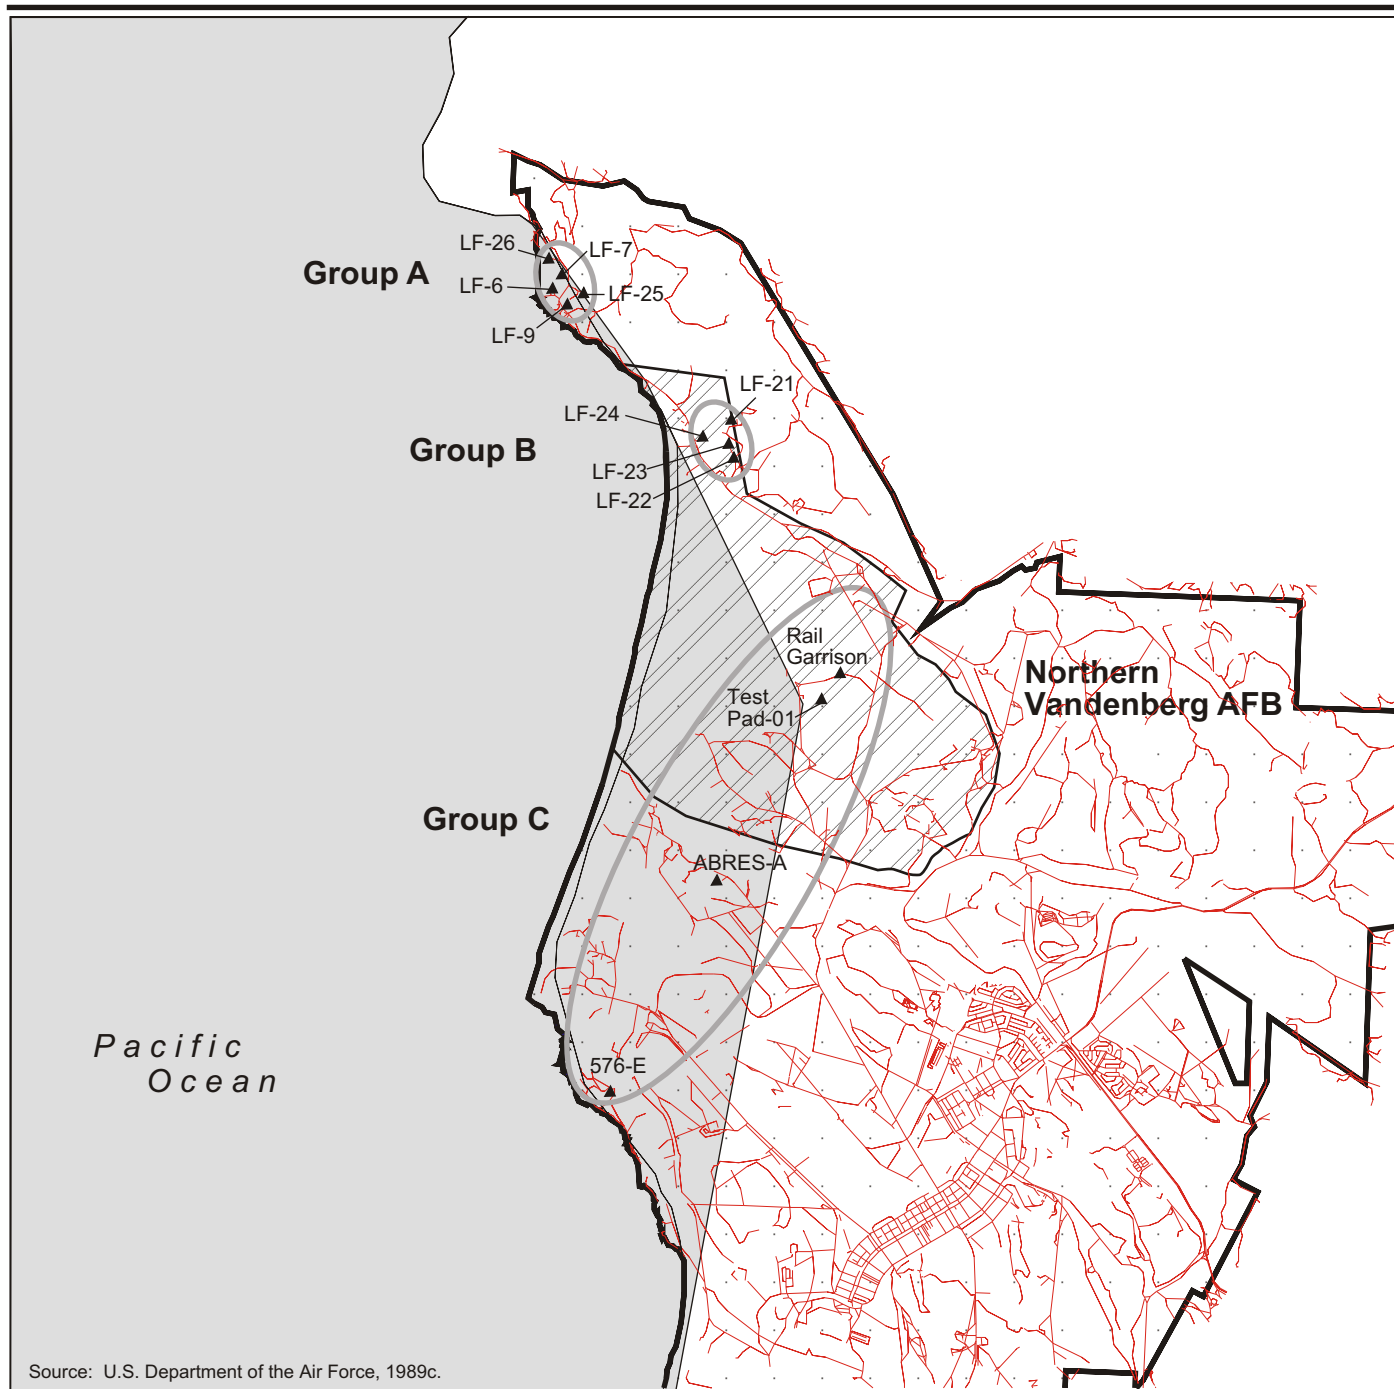 LF-26
LF-7
Group A
LF-6
LF-25
LF-9
LF-21
LF-24
Group B
LF-23
LF-22
Rail
Garrison
Northern
Vandenberg AFB
Test
Pad-01
Group C
ABRES-A
Pacific
Ocean
576-E
Source: U.S. Department of the Air Force, 1989c.